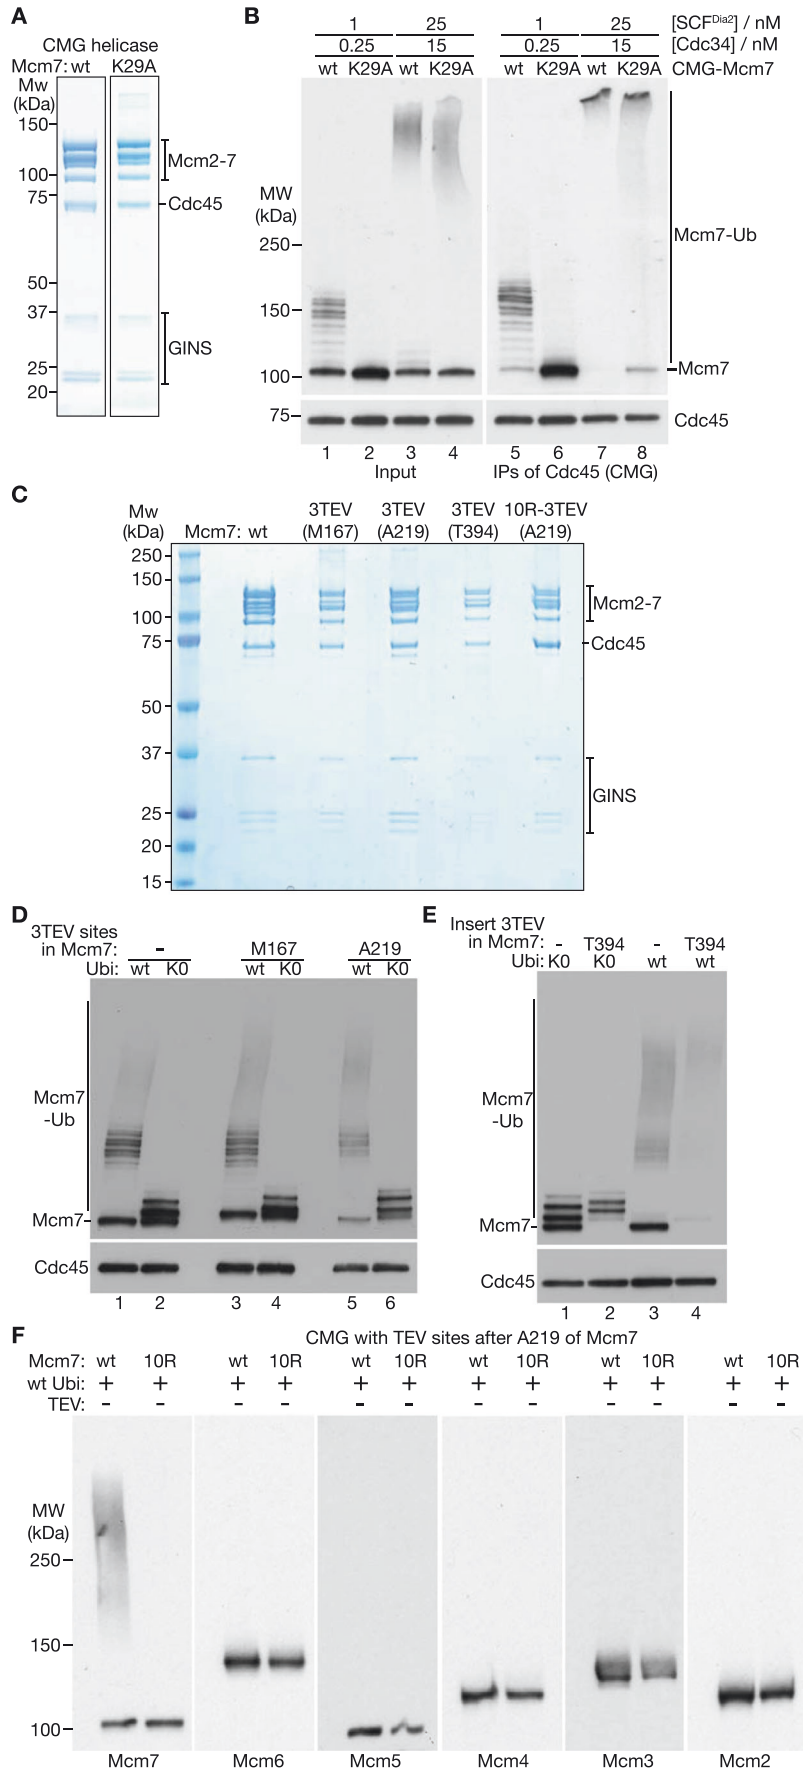 A
CMG helicase
Mcm7: wt K29A
Mw
(kDa)
150
100
75
50
37
25
20
Mcm2-7
Cdc45
GINS
B
1 25 1 25 [SCFDia2] / nM
0.25 15 0.25 15 [Cdc34] / nM
wt K29A wt K29A wt K29A wt K29A CMG-Mcm7
MW
(kDa)
250
150
100
75
Mcm7-Ub
Mcm7
Cdc45
1 2 3 4 5 6 7 8
Input IPs of Cdc45 (CMG)
C
Mw
(kDa)
3TEV 3TEV 3TEV 10R-3TEV
Mcm7: wt (M167) (A219) (T394) (A219)
250
150
100
75
50
37
25
20
15
Mcm2-7
Cdc45
GINS
D
3TEV sites
in Mcm7: - M167 A219
Ubi: wt K0 wt K0 wt K0
Mcm7
-Ub
Mcm7
Cdc45
1 2 3 4 5 6
E
Insert 3TEV
in Mcm7: - T394 - T394
Ubi: K0 K0 wt wt
Mcm7
-Ub
Mcm7
Cdc45
1 2 3 4
F
CMG with TEV sites after A219 of Mcm7
Mcm7: wt 10R wt 10R wt 10R wt 10R wt 10R wt 10R
wt Ubi: + + + + + + + + + + + +
TEV: - - - - - - - - - - - -
MW
(kDa)
250
150
100
Mcm7 Mcm6 Mcm5 Mcm4 Mcm3 Mcm2